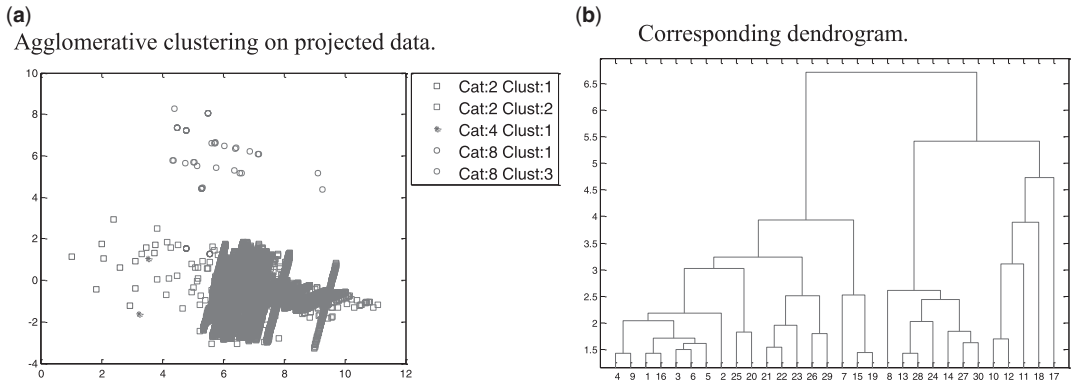 (a)
Agglomerative clustering on projected data.
10
8
6
4
2
0
-2
-4
0 2 4 6 8 10 12
Cat:2 Clust:1
Cat:2 Clust:2
Cat:4 Clust:1
Cat:8 Clust:1
Cat:8 Clust:3
(b)
Corresponding dendrogram.
6.5
6
5.5
5
4.5
4
3.5
3
2.5
2
1.5
4 9 1 16 3 6 5 2 25 20 21 22 23 26 29 7 15 19 8 13 28 24 14 27 30 10 12 11 18 17